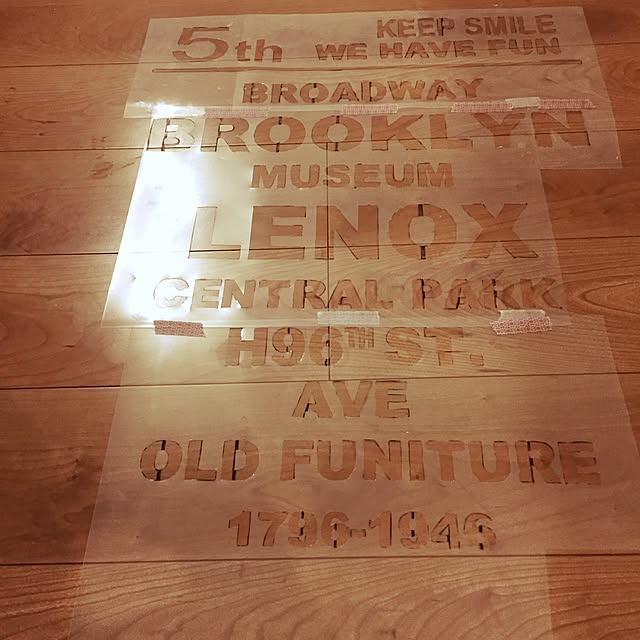 5th KEEP SMILE
WE HAVE FUN
BROADWAY
BROOKLYN
MUSEUM
LENOX
CENTRAL PARK
H96TH ST.
AVE
OLD FUNITURE
1796-1946